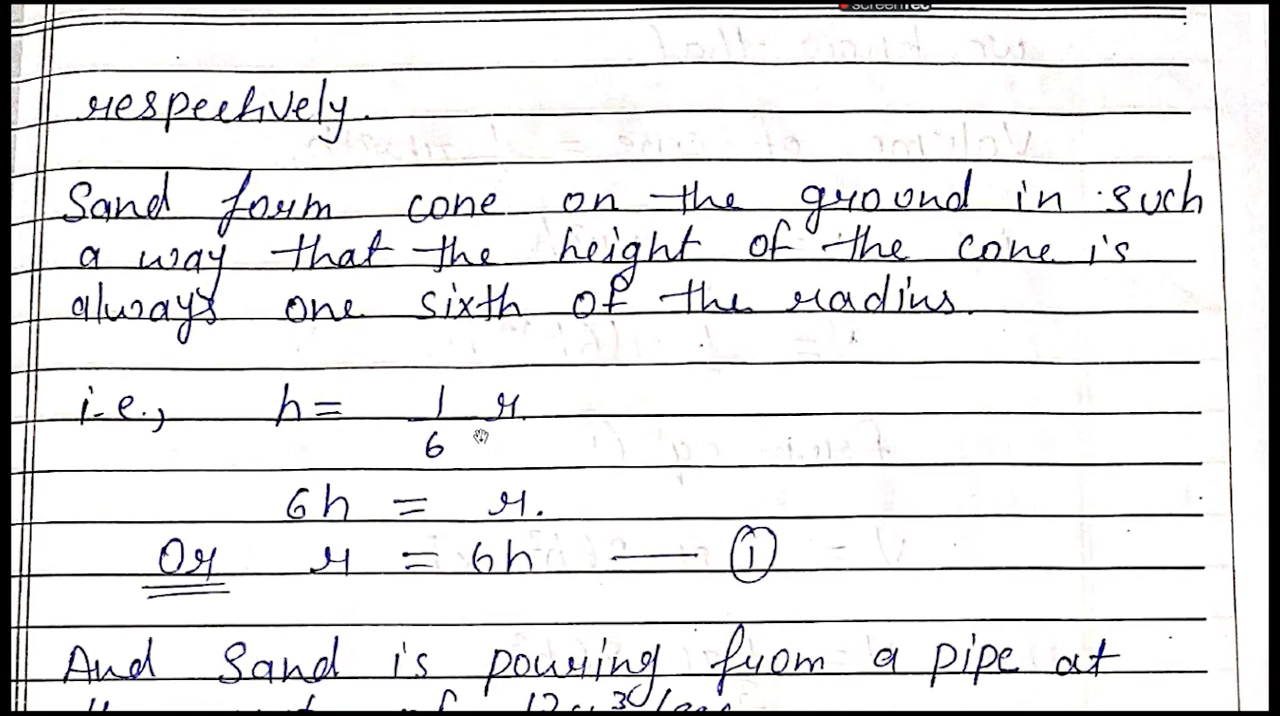 respectively.
Sand form cone on the ground in such
a way that the height of the cone is
always one sixth of the radius.
i.e., h = 1/6 r.
6h = r.
Or r = 6h — ①
And Sand is pouring from a pipe at